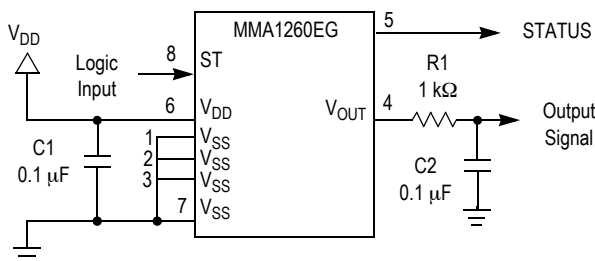 V_DD
Logic
Input
C1
0.1 μF
8
6
1
2
3
7
MMA1260EG
ST
V_DD
V_SS
V_SS
V_SS
V_SS
V_OUT
5
4
STATUS
R1
1 kΩ
C2
0.1 μF
Output
Signal